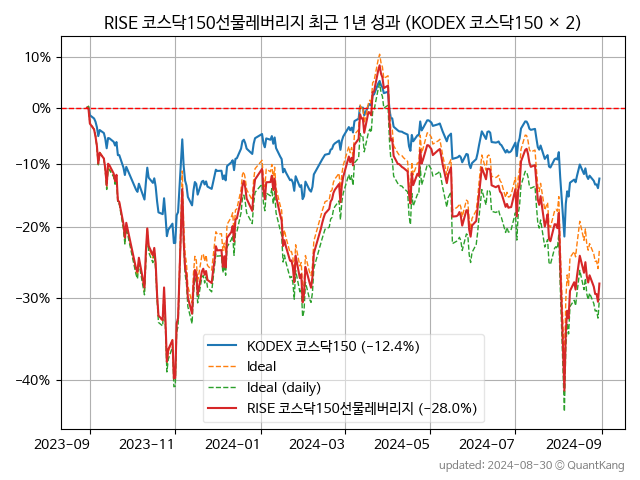 RISE 코스닥150선물레버리지 최근 1년 성과 (KODEX 코스닥150 × 2)
10%
0%
−10%
−20%
−30%
−40%
KODEX 코스닥150 (−12.4%)
Ideal
Ideal (daily)
RISE 코스닥150선물레버리지 (−28.0%)
2023-09 2023-11 2024-01 2024-03 2024-05 2024-07 2024-09
updated: 2024-08-30 © QuantKang